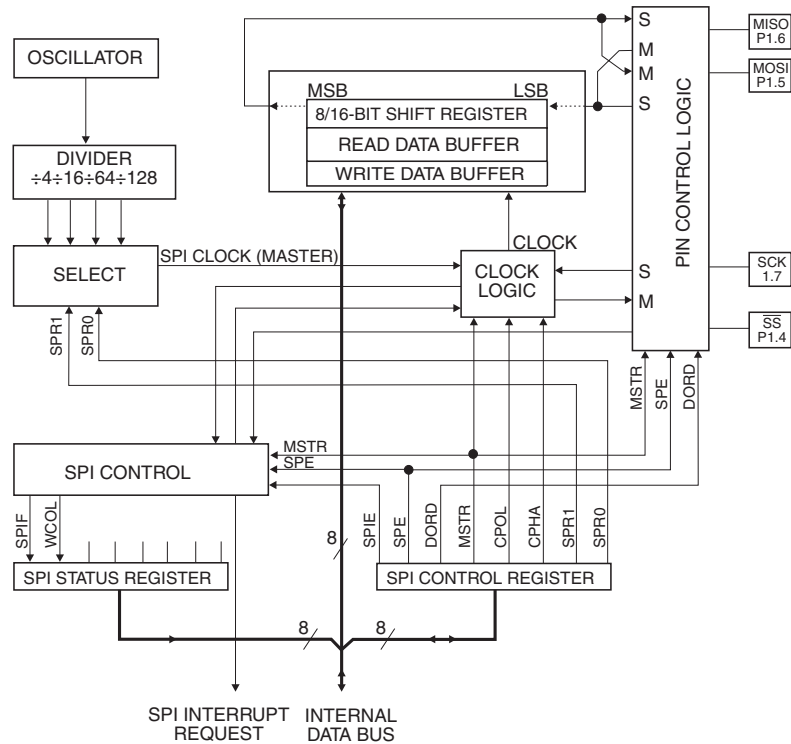 OSCILLATOR
DIVIDER
÷4÷16÷64÷128
SELECT
SPI CLOCK (MASTER)
SPR1
SPR0
MSB
LSB
8/16-BIT SHIFT REGISTER
READ DATA BUFFER
WRITE DATA BUFFER
CLOCK
CLOCK
LOGIC
S
M
M
S
S
M
PIN CONTROL LOGIC
MISO
P1.6
MOSI
P1.5
SCK
1.7
SS
P1.4
MSTR
SPE
DORD
SPI CONTROL
MSTR
SPE
SPIF
WCOL
SPI STATUS REGISTER
SPIE
SPE
DORD
MSTR
CPOL
CPHA
SPR1
SPR0
SPI CONTROL REGISTER
8
8
8
SPI INTERRUPT
REQUEST
INTERNAL
DATA BUS